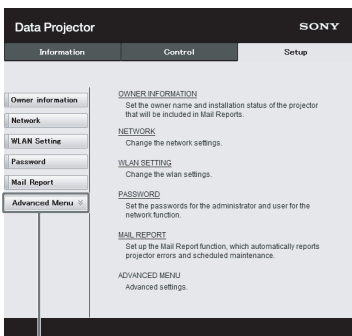 Data Projector
SONY
Information
Control
Setup
Owner information
Network
WLAN Setting
Password
Mail Report
Advanced Menu
OWNER INFORMATION
Set the owner name and installation status of the projector
that will be included in Mail Reports.
NETWORK
Change the network settings.
WLAN SETTING
Change the wlan settings.
PASSWORD
Set the passwords for the administrator and user for the
network function.
MAIL REPORT
Set up the Mail Report function, which automatically reports
projector errors and scheduled maintenance.
ADVANCED MENU
Advanced settings.